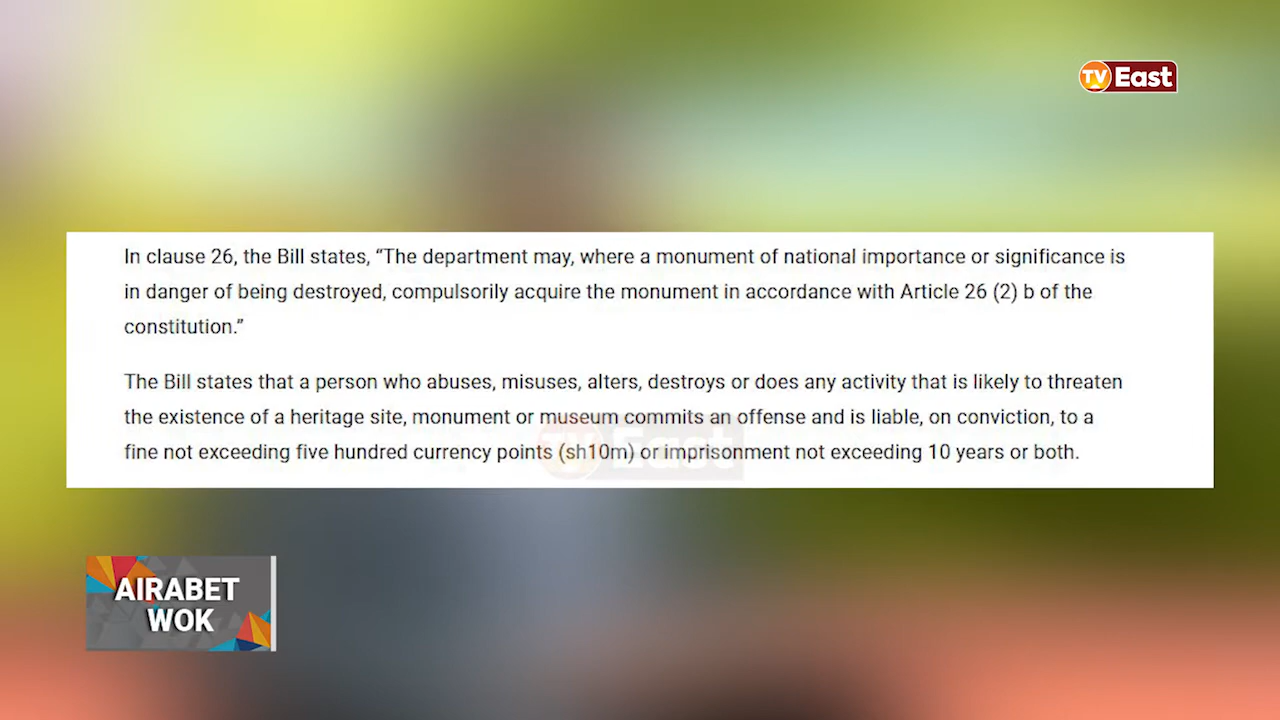 TV East
In clause 26, the Bill states, “The department may, where a monument of national importance or significance is
in danger of being destroyed, compulsorily acquire the monument in accordance with Article 26 (2) b of the
constitution.”
The Bill states that a person who abuses, misuses, alters, destroys or does any activity that is likely to threaten
the existence of a heritage site, monument or museum commits an offense and is liable, on conviction, to a
fine not exceeding five hundred currency points (sh10m) or imprisonment not exceeding 10 years or both.
TV East
AIRABET
WOK